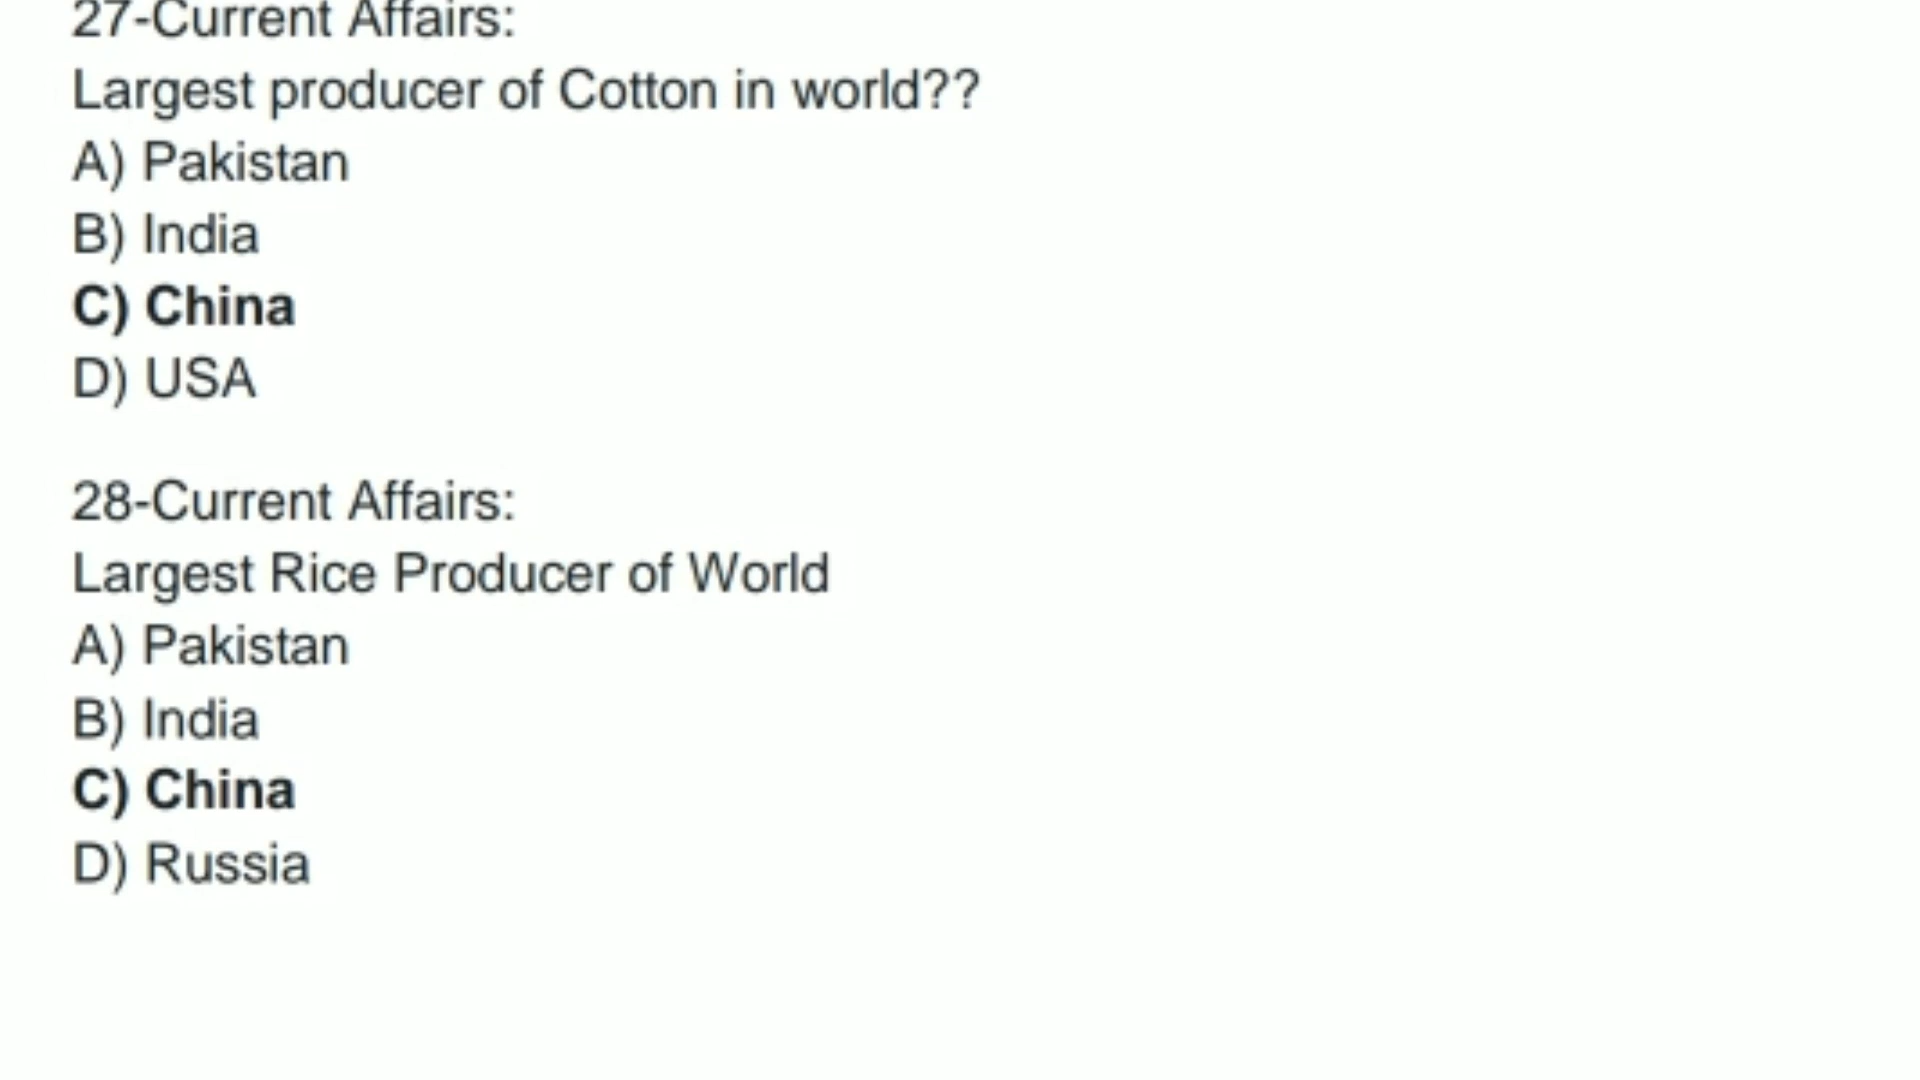 27-Current Affairs:
Largest producer of Cotton in world??
A) Pakistan
B) India
C) China
D) USA
28-Current Affairs:
Largest Rice Producer of World
A) Pakistan
B) India
C) China
D) Russia